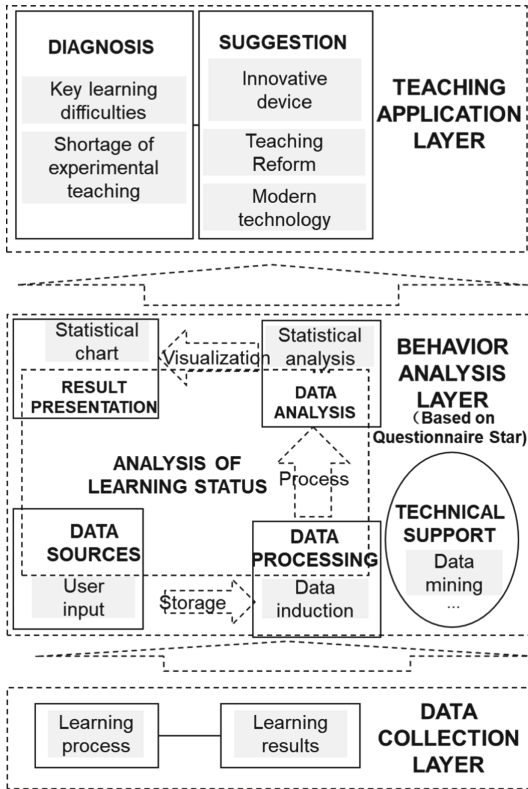 DIAGNOSIS
Key learning
difficulties
Shortage of
experimental
teaching
SUGGESTION
Innovative
device
Teaching
Reform
Modern
technology
TEACHING
APPLICATION
LAYER
Statistical
chart
RESULT
PRESENTATION
Visualization
Statistical
analysis
DATA
ANALYSIS
BEHAVIOR
ANALYSIS
LAYER
（Based on
Questionnaire Star)
ANALYSIS OF
LEARNING STATUS
Process
DATA
SOURCES
User
input
Storage
DATA
PROCESSING
Data
induction
TECHNICAL
SUPPORT
Data
mining
...
Learning
process
Learning
results
DATA
COLLECTION
LAYER